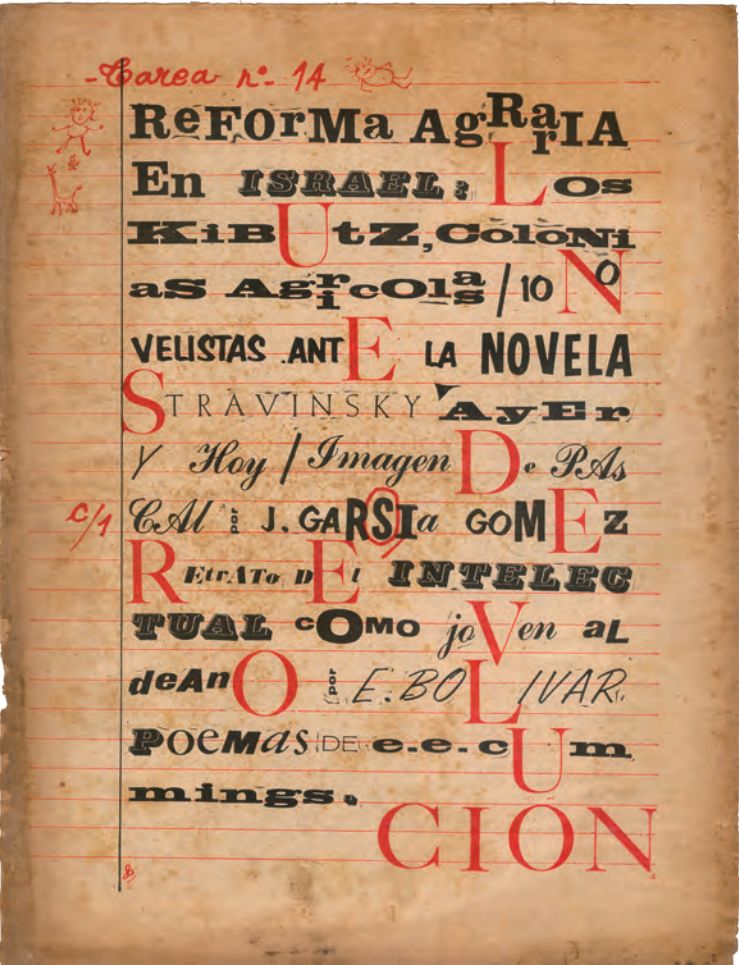 -Tarea nº- 14
ReFOrMa AgRarIA
En ISRAEL: LOs
KiBUtZ, ColoNi
aS AgricOlas / 10 NO
VELISTAS ANTE LA NOVELA
STRAVINSKY AyEr
Y Hoy / Imagen De PAs
c/1 CAl por J. GARSIa GOMEZ
REtrATo DEl INTELEC
TUAL cOMO joVen aL
deAnO por E. BOLIVAR.
POeMaS DE e.e.cUm
mings.
CION